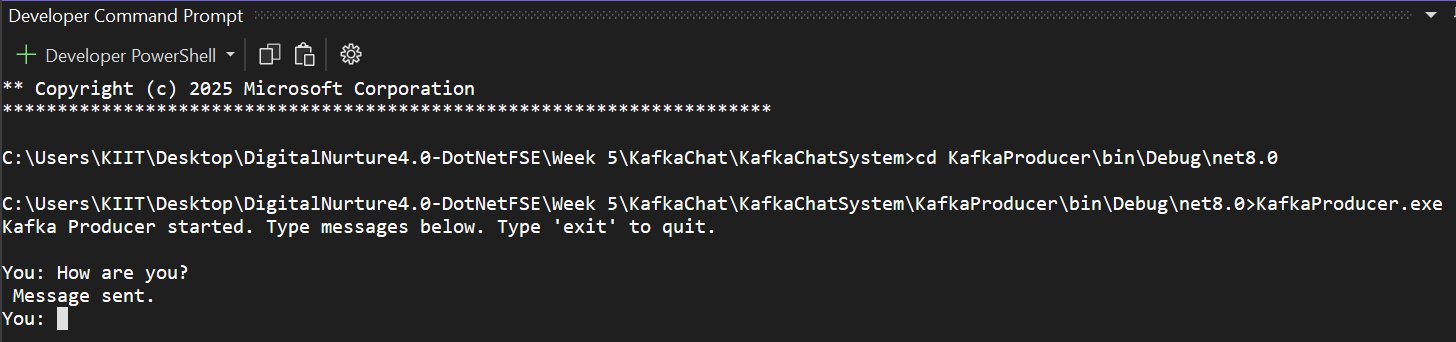 Developer Command Prompt
Developer PowerShell
** Copyright (c) 2025 Microsoft Corporation
**********************************************************************
C:\Users\KIIT\Desktop\DigitalNurture4.0-DotNetFSE\Week 5\KafkaChat\KafkaChatSystem>cd KafkaProducer\bin\Debug\net8.0
C:\Users\KIIT\Desktop\DigitalNurture4.0-DotNetFSE\Week 5\KafkaChat\KafkaChatSystem\KafkaProducer\bin\Debug\net8.0>KafkaProducer.exe
Kafka Producer started. Type messages below. Type 'exit' to quit.
You: How are you?
Message sent.
You: